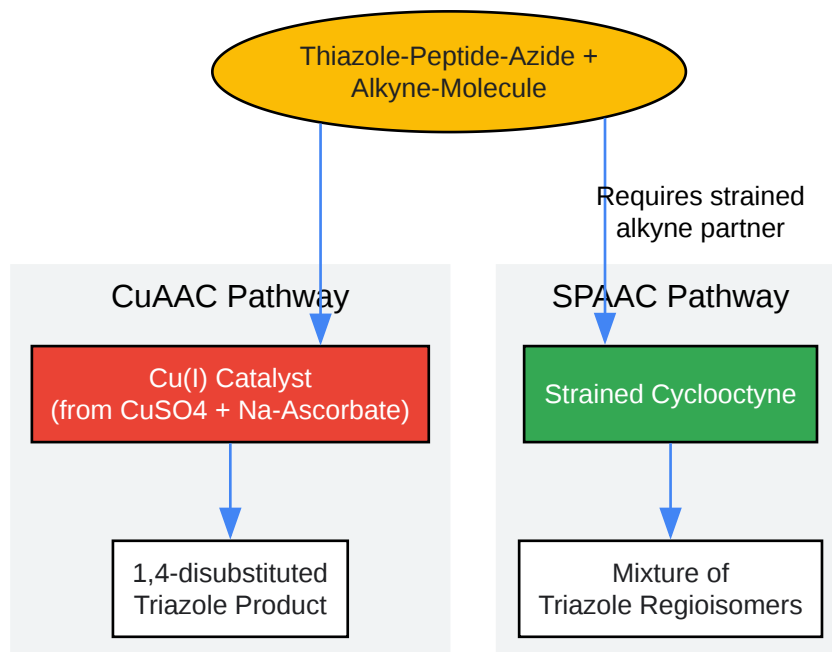 Thiazole-Peptide-Azide +
Alkyne-Molecule
Requires strained
alkyne partner
CuAAC Pathway
SPAAC Pathway
Cu(I) Catalyst
(from CuSO4 + Na-Ascorbate)
Strained Cyclooctyne
1,4-disubstituted
Triazole Product
Mixture of
Triazole Regioisomers